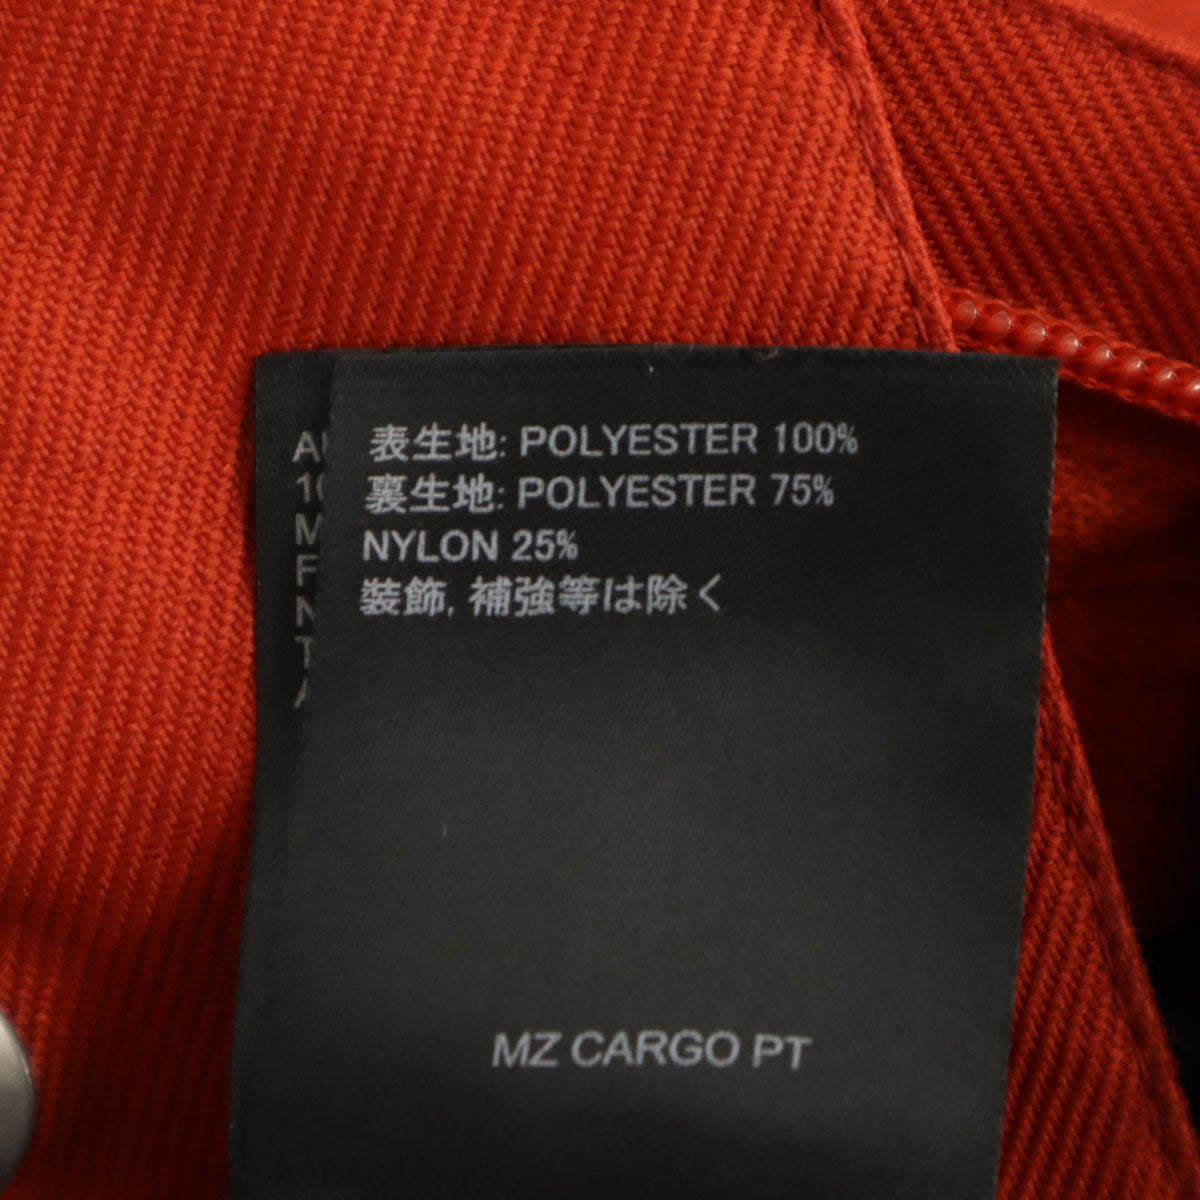 表生地: POLYESTER 100%
裏生地: POLYESTER 75%
NYLON 25%
装飾, 補強等は除く
MZ CARGO PT